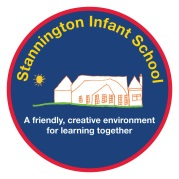 Stannington Infant School
A friendly, creative environment
for learning together